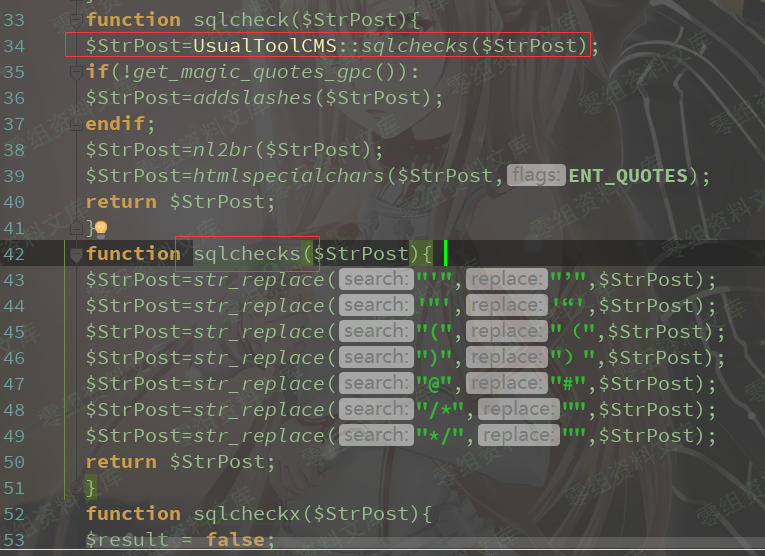 32 }
33 function sqlcheck($StrPost){
34 $StrPost=UsualToolCMS::sqlchecks($StrPost);
35 if(!get_magic_quotes_gpc()):
36 $StrPost=addslashes($StrPost);
37 endif;
38 $StrPost=nl2br($StrPost);
39 $StrPost=htmlspecialchars($StrPost, flags: ENT_QUOTES);
40 return $StrPost;
41 }
42 function sqlchecks($StrPost){
43 $StrPost=str_replace( search: "'", replace: "’",$StrPost);
44 $StrPost=str_replace( search: '"', replace: '“',$StrPost);
45 $StrPost=str_replace( search: "(", replace: "（",$StrPost);
46 $StrPost=str_replace( search: ")", replace: "）",$StrPost);
47 $StrPost=str_replace( search: "@", replace: "#",$StrPost);
48 $StrPost=str_replace( search: "/*", replace: "",$StrPost);
49 $StrPost=str_replace( search: "*/", replace: "",$StrPost);
50 return $StrPost;
51 }
52 function sqlcheckx($StrPost){
53 $result = false;
零组资料文库